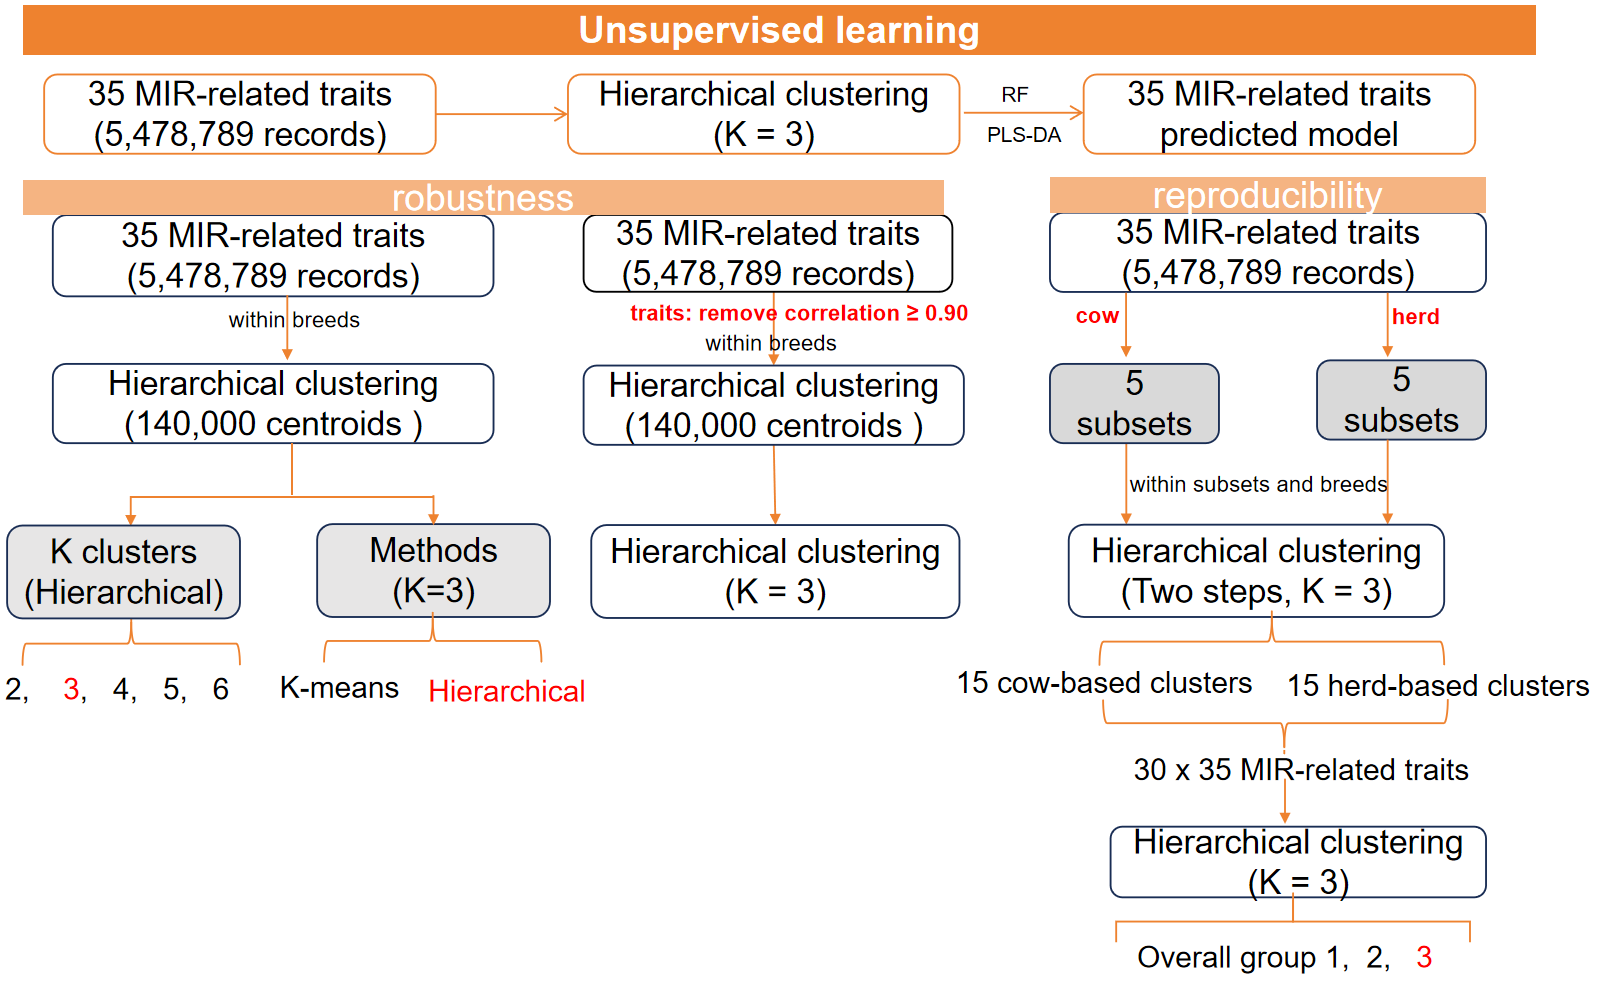 Unsupervised learning
35 MIR-related traits
(5,478,789 records)
Hierarchical clustering
(K = 3)
RF
PLS-DA
35 MIR-related traits
predicted model
robustness
35 MIR-related traits
(5,478,789 records)
within breeds
Hierarchical clustering
(140,000 centroids )
K clusters
(Hierarchical)
2, 3, 4, 5, 6
Methods
(K=3)
K-means
Hierarchical
35 MIR-related traits
(5,478,789 records)
traits: remove correlation ≥ 0.90
within breeds
Hierarchical clustering
(140,000 centroids )
Hierarchical clustering
(K = 3)
reproducibility
35 MIR-related traits
(5,478,789 records)
cow
herd
5
subsets
5
subsets
within subsets and breeds
Hierarchical clustering
(Two steps, K = 3)
15 cow-based clusters
15 herd-based clusters
30 x 35 MIR-related traits
Hierarchical clustering
(K = 3)
Overall group 1, 2, 3